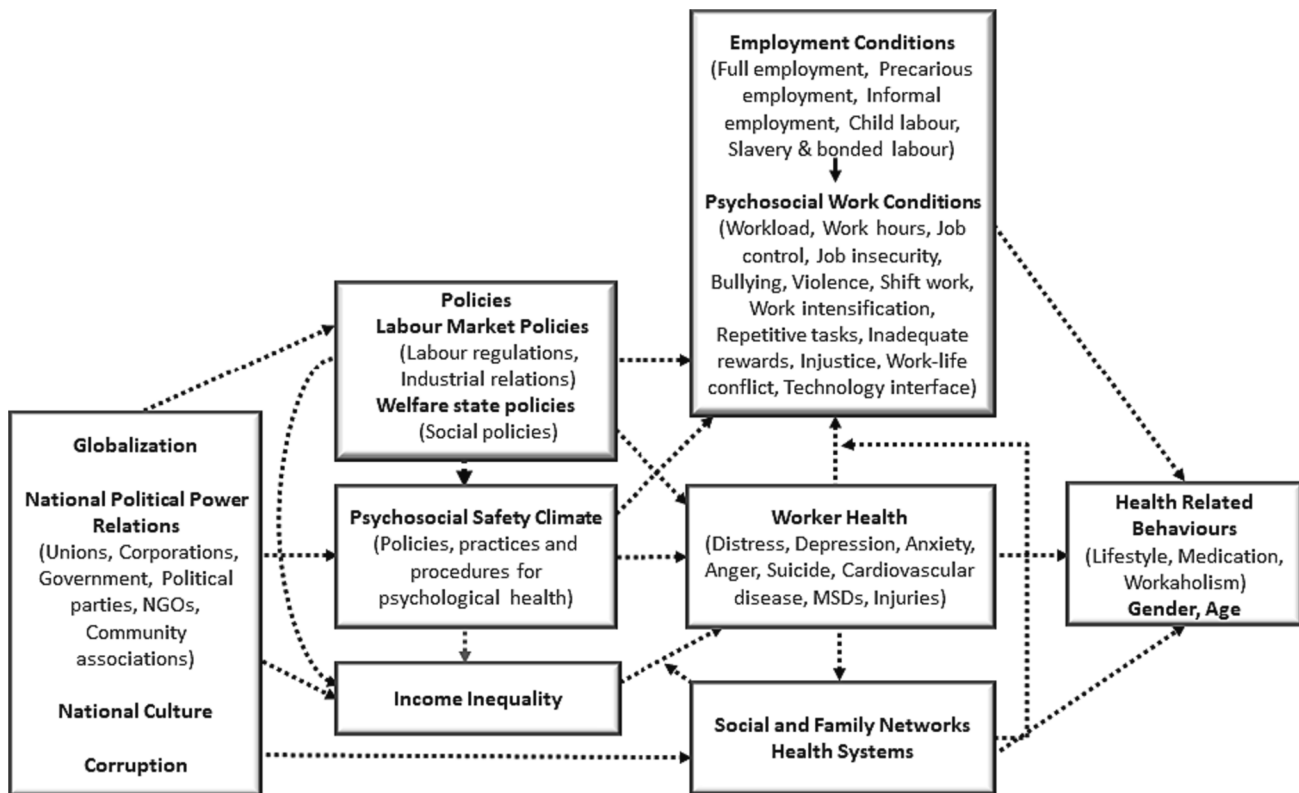 Globalization
National Political Power
Relations
(Unions, Corporations,
Government, Political
parties, NGOs,
Community
associations)
National Culture
Corruption
Policies
Labour Market Policies
(Labour regulations,
Industrial relations)
Welfare state policies
(Social policies)
Psychosocial Safety Climate
(Policies, practices and
procedures for
psychological health)
Income Inequality
Employment Conditions
(Full employment, Precarious
employment, Informal
employment, Child labour,
Slavery & bonded labour)
Psychosocial Work Conditions
(Workload, Work hours, Job
control, Job insecurity,
Bullying, Violence, Shift work,
Work intensification,
Repetitive tasks, Inadequate
rewards, Injustice, Work-life
conflict, Technology interface)
Worker Health
(Distress, Depression, Anxiety,
Anger, Suicide, Cardiovascular
disease, MSDs, Injuries)
Social and Family Networks
Health Systems
Health Related
Behaviours
(Lifestyle, Medication,
Workaholism)
Gender, Age